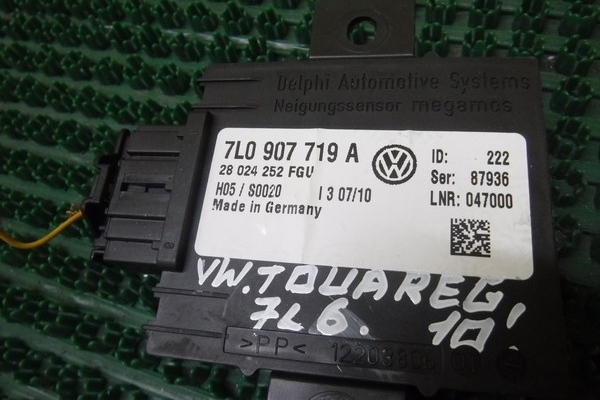 Delphi Automotive Systems
Neigungssensor megamos
7L0 907 719 A
28 024 252 FGU
H05 / S0020 I 3 07/10
Made in Germany
ID: 222
Ser: 87936
LNR: 047000
VW.TOUAREG!
7L6. 10'
>PP<